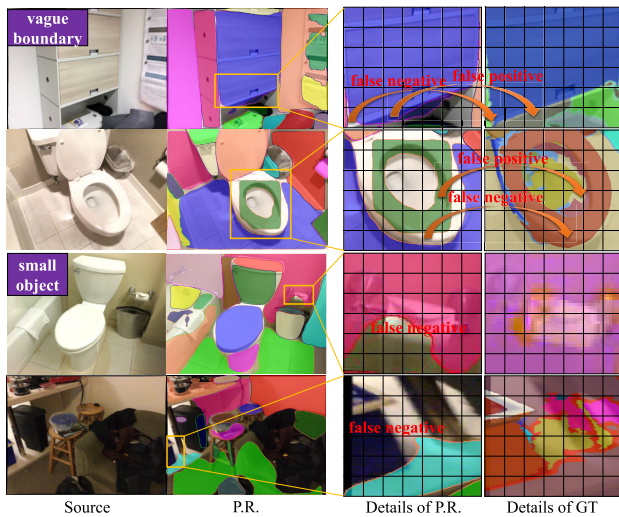 vague
boundary
false negative
false positive
false positive
false negative
small
object
false negative
false negative
Source
P.R.
Details of P.R.
Details of GT